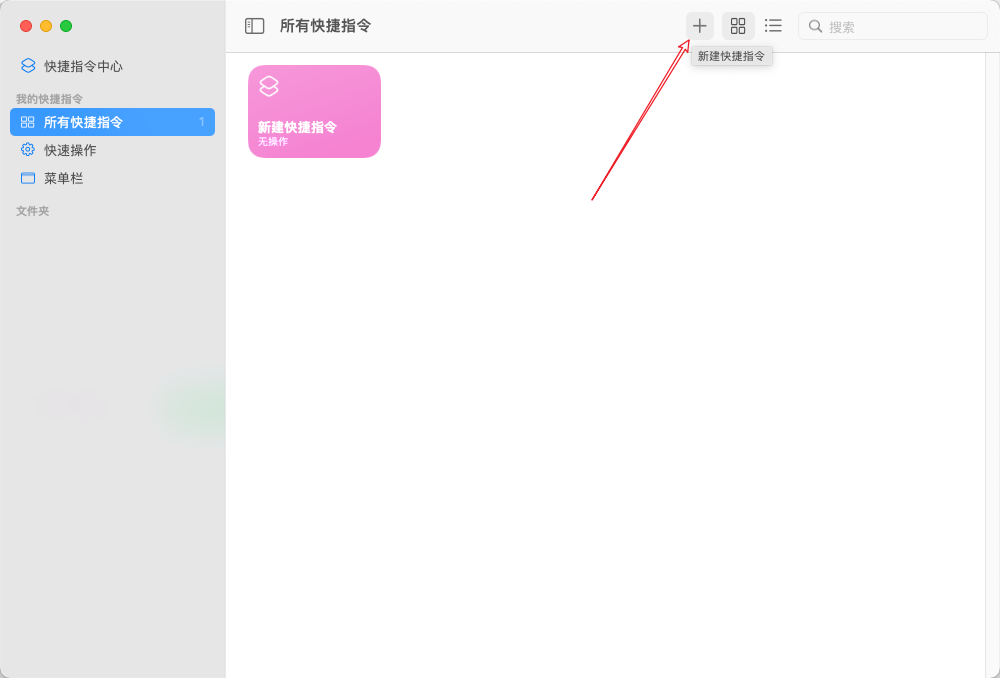 所有快捷指令
搜索
新建快捷指令
快捷指令中心
我的快捷指令
所有快捷指令 1
快速操作
菜单栏
文件夹
新建快捷指令
无操作